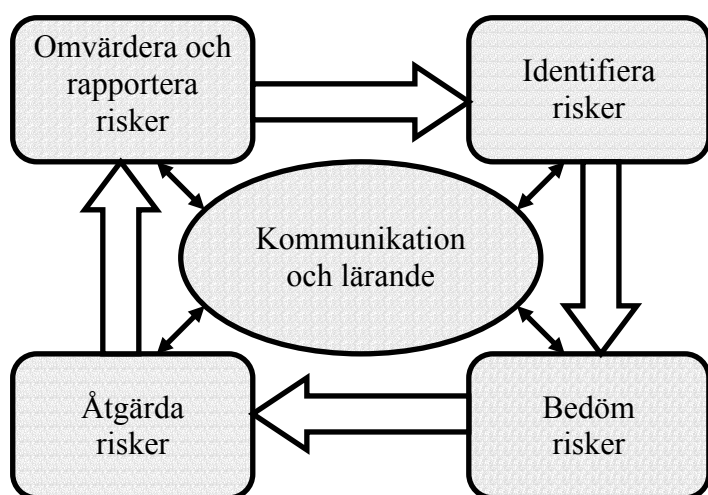 Omvärdera och
rapportera
risker
Identifiera
risker
Kommunikation
och lärande
Åtgärda
risker
Bedöm
risker